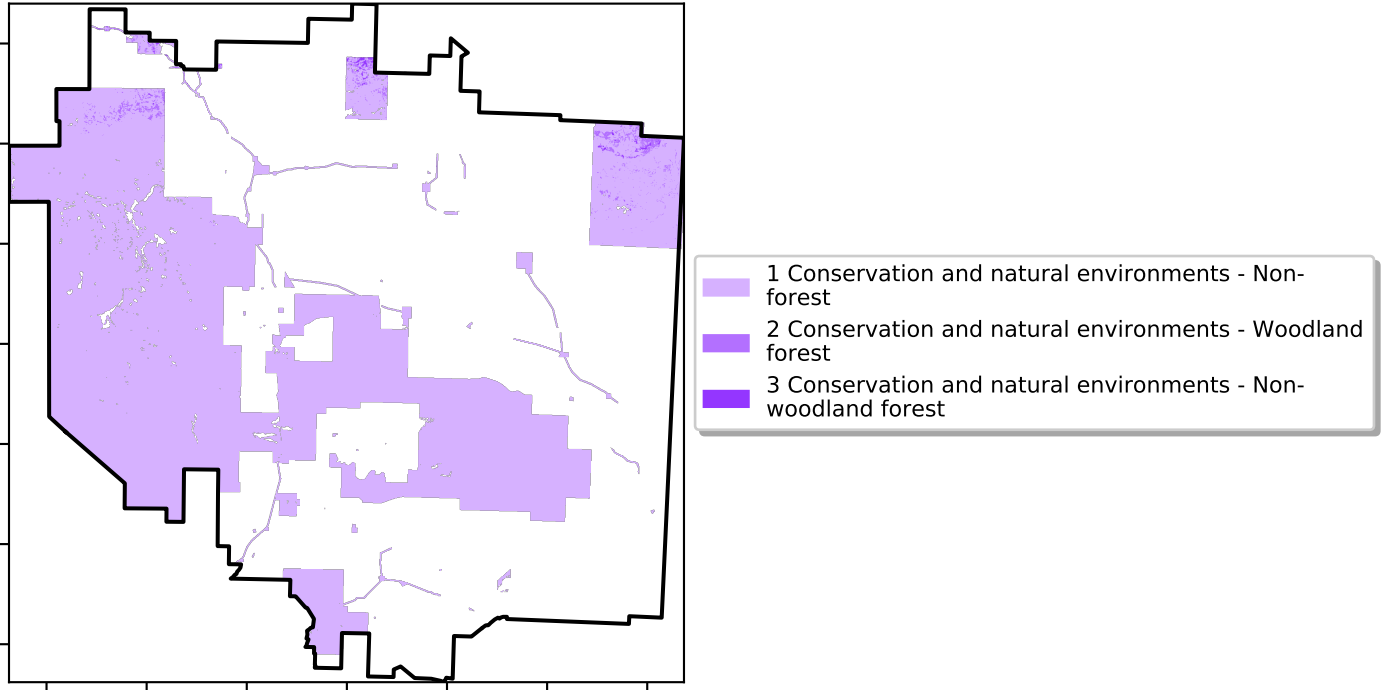 1 Conservation and natural environments - Non-
forest
2 Conservation and natural environments - Woodland
forest
3 Conservation and natural environments - Non-
woodland forest